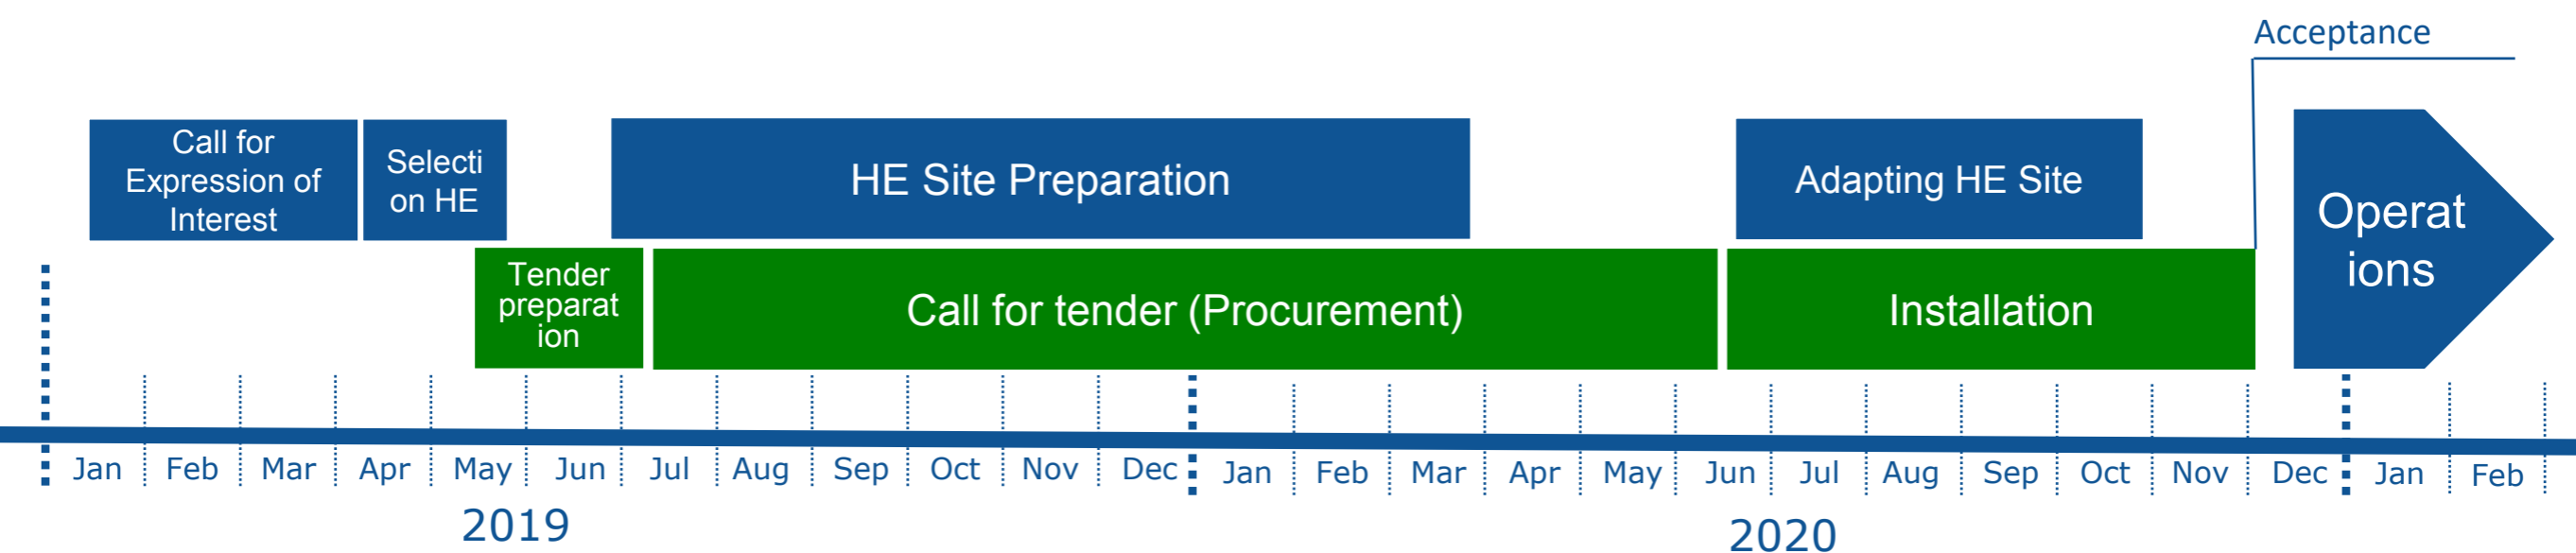 Acceptance
Call for
Expression of
Interest
Selecti
on HE
HE Site Preparation
Adapting HE Site
Operat
ions
Tender
preparat
ion
Call for tender (Procurement)
Installation
Jan Feb Mar Apr May Jun Jul Aug Sep Oct Nov Dec Jan Feb Mar Apr May Jun Jul Aug Sep Oct Nov Dec Jan Feb
2019 2020